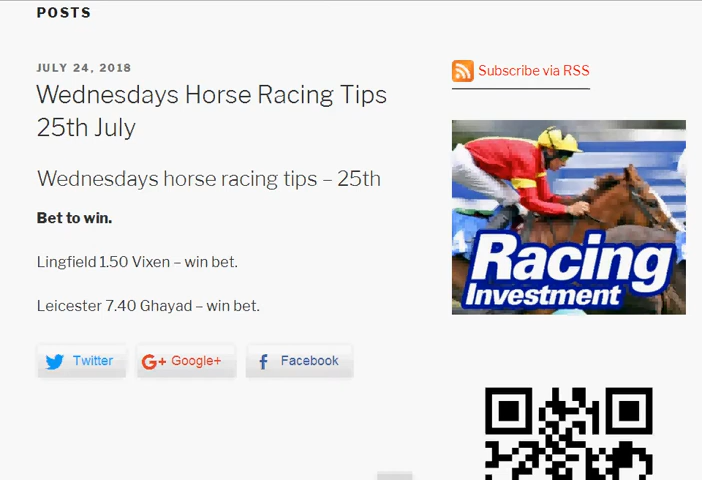 POSTS
JULY 24, 2018
Wednesdays Horse Racing Tips
25th July
Wednesdays horse racing tips – 25th
Bet to win.
Lingfield 1.50 Vixen – win bet.
Leicester 7.40 Ghayad – win bet.
Twitter
G+ Google+
f Facebook
Subscribe via RSS
Racing
Investment